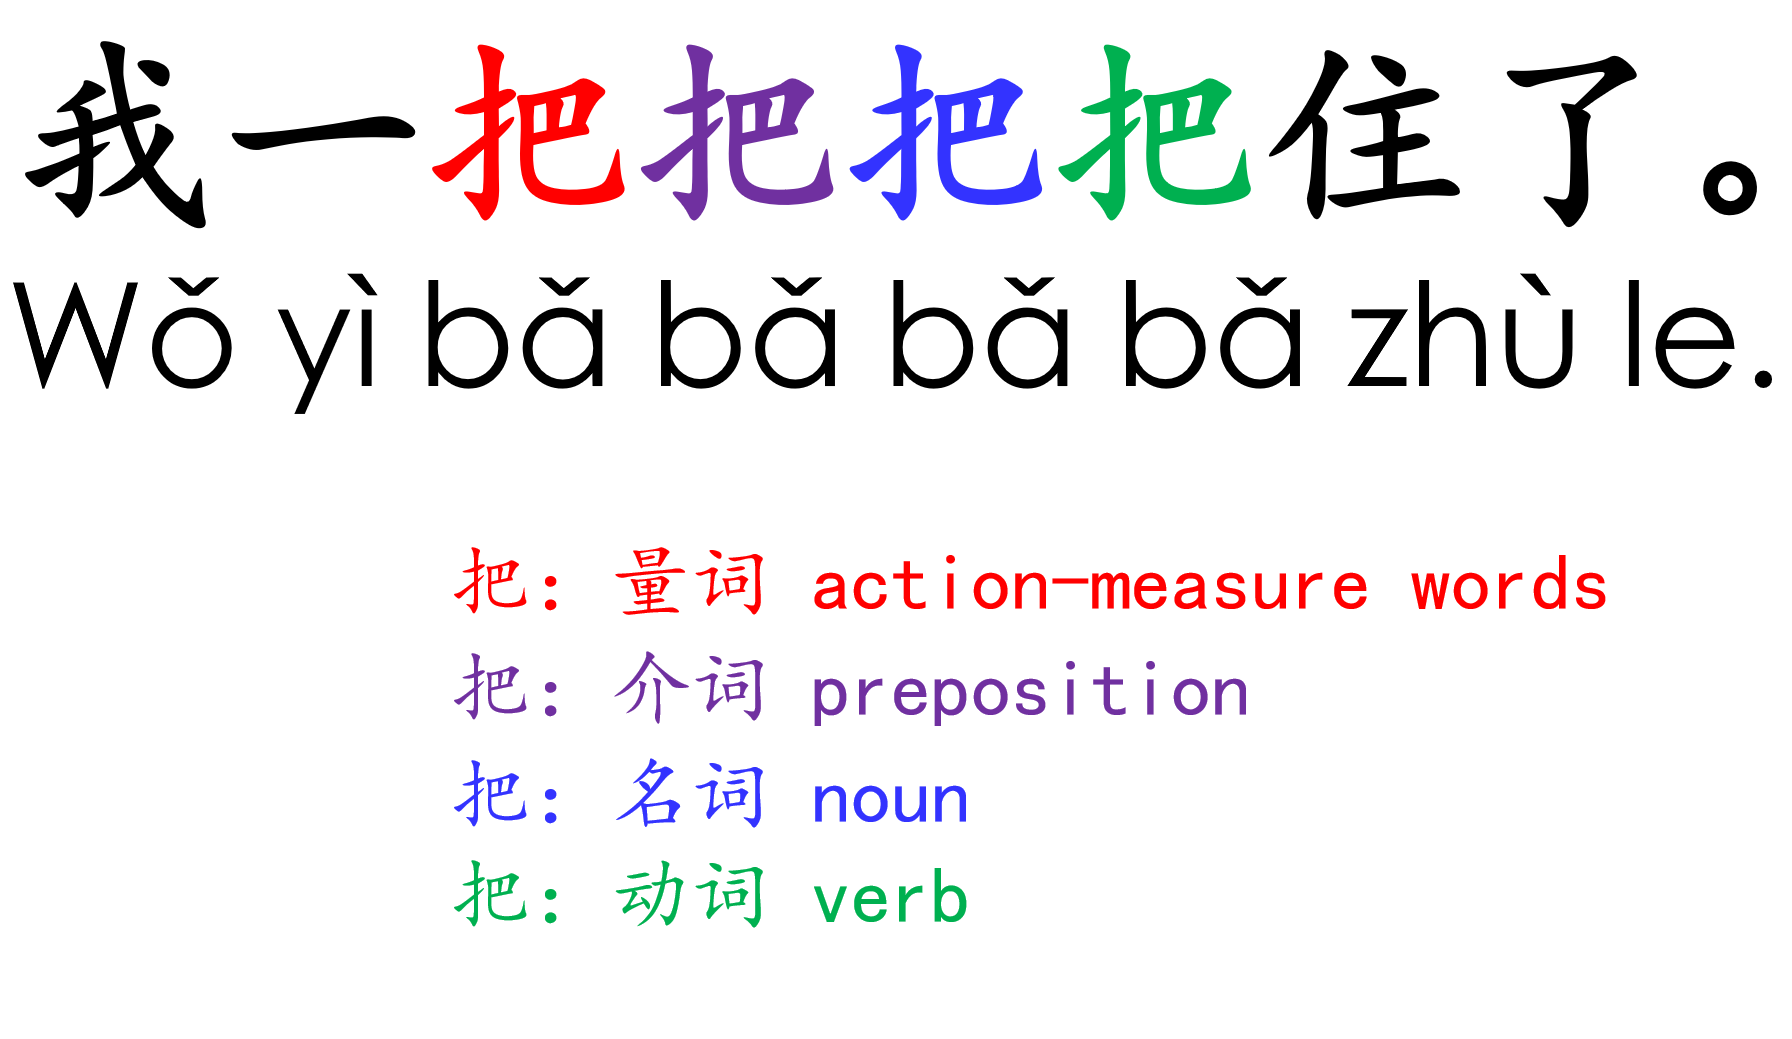 我一把把把把住了。
Wǒ yì bǎ bǎ bǎ bǎ zhù le.
把：量词 action-measure words
把：介词 preposition
把：名词 noun
把：动词 verb